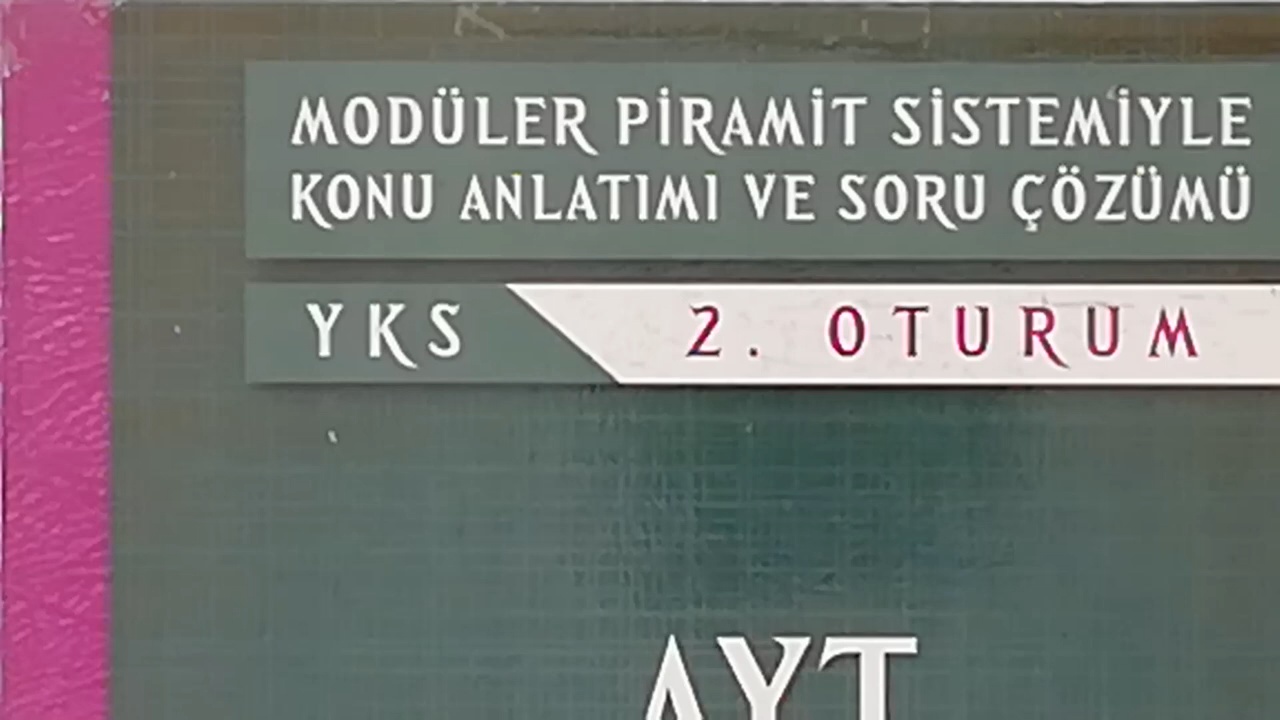 MODÜLER PİRAMİT SİSTEMİYLE
KONU ANLATIMI VE SORU ÇÖZÜMÜ
YKS 2. OTURUM
AYT